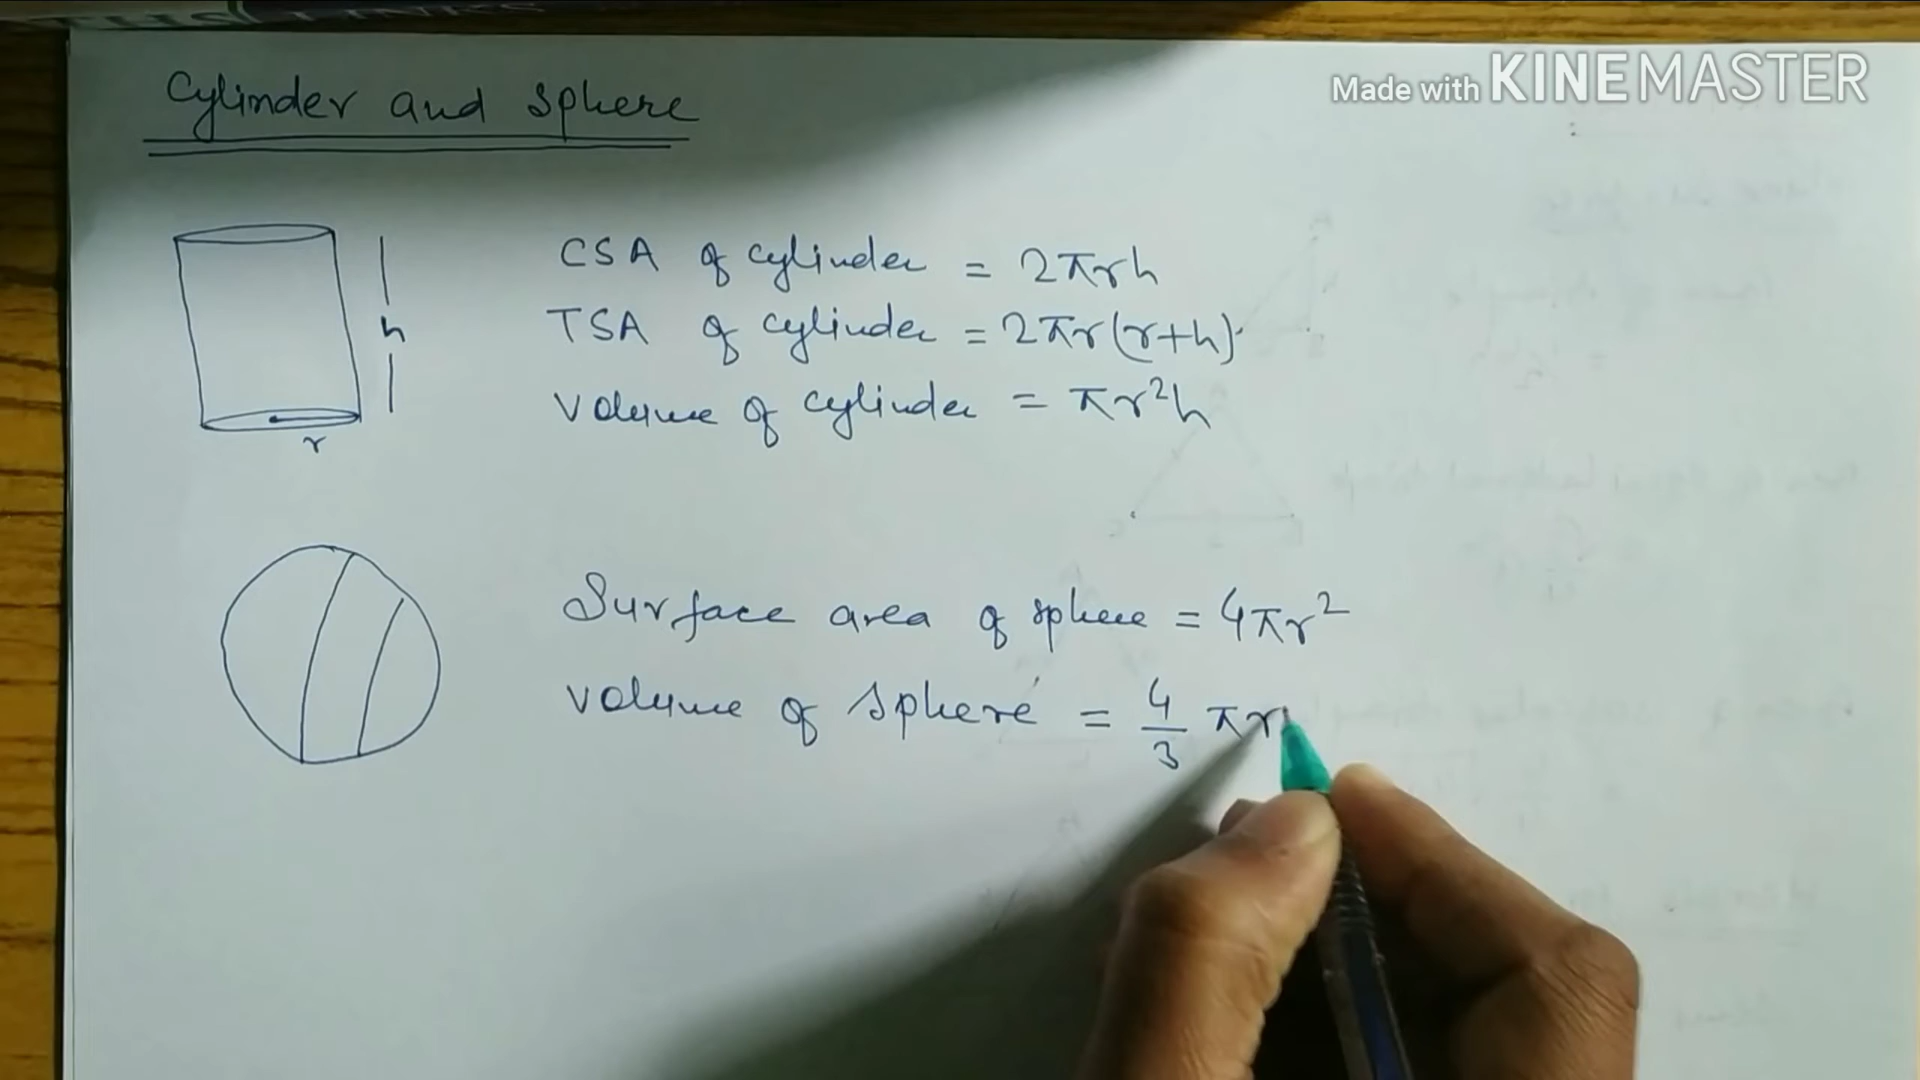 LINKS
Made with KINEMASTER
Cylinder and sphere
h
r
CSA of cylinder = 2πrh
TSA of cylinder = 2πr(r+h)
Volume of cylinder = πr²h
Surface area of sphere = 4πr²
Volume of sphere = 4/3 πr